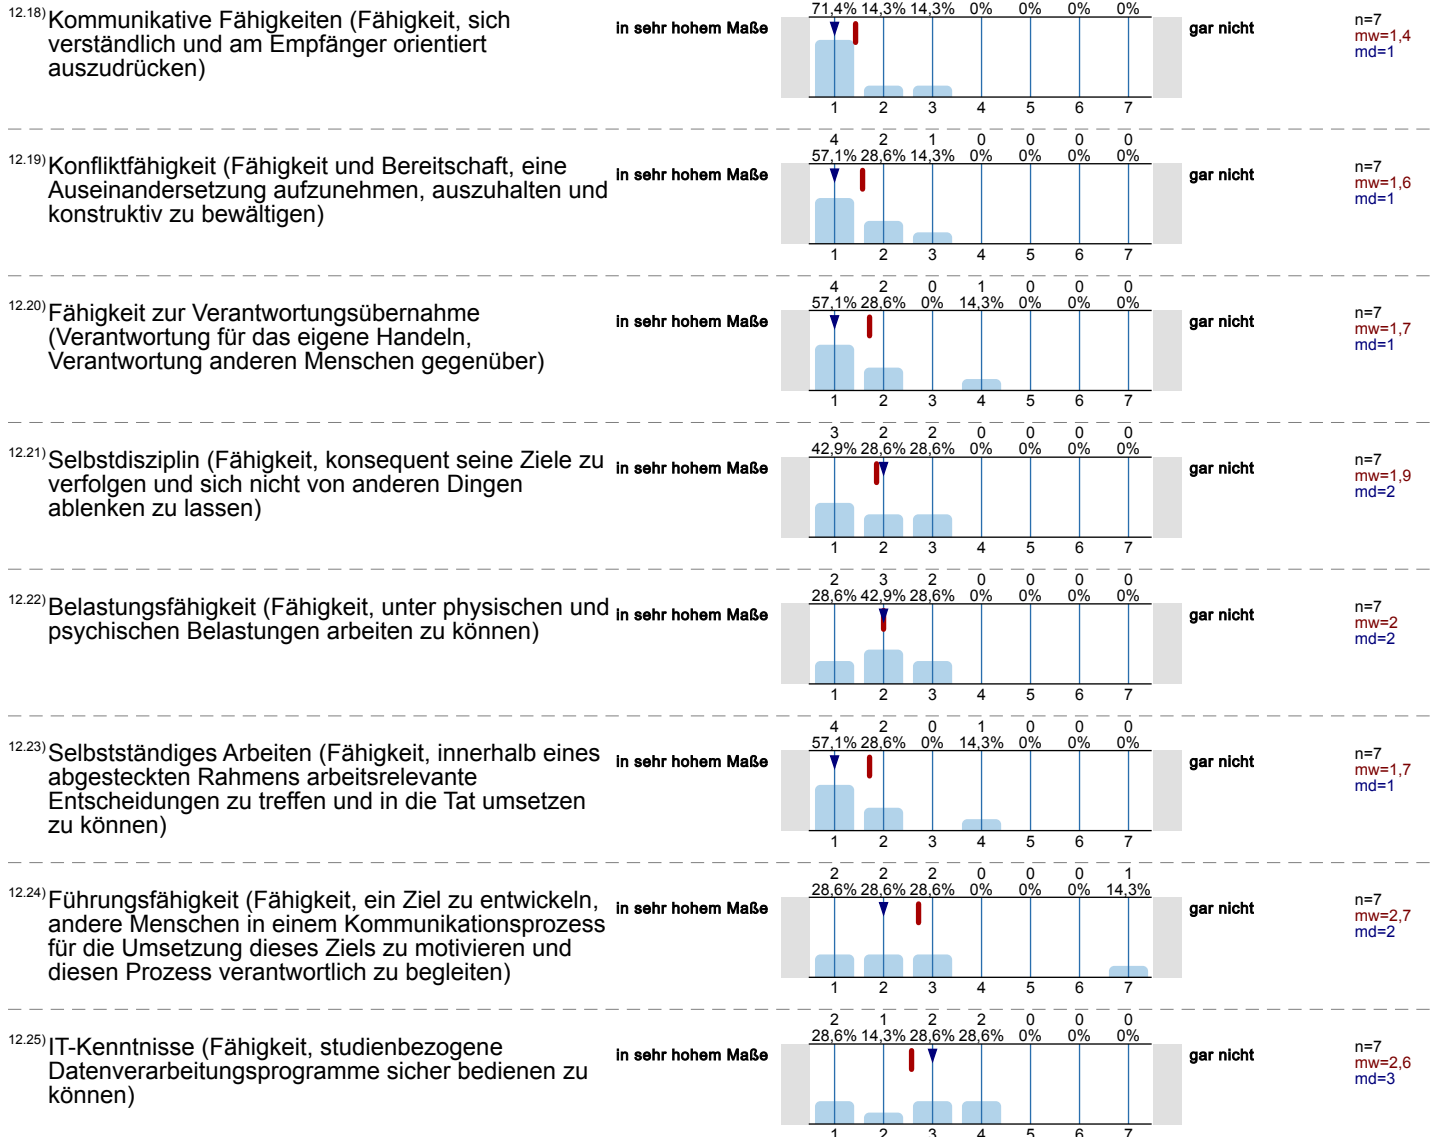 71,4% 14,3% 14,3% 0% 0% 0% 0%
12.18) Kommunikative Fähigkeiten (Fähigkeit, sich
verständlich und am Empfänger orientiert
auszudrücken)
in sehr hohem Maße
gar nicht
n=7
mw=1,4
md=1
1 2 3 4 5 6 7
4 2 1 0 0 0 0
57,1% 28,6% 14,3% 0% 0% 0% 0%
12.19) Konfliktfähigkeit (Fähigkeit und Bereitschaft, eine
Auseinandersetzung aufzunehmen, auszuhalten und
konstruktiv zu bewältigen)
in sehr hohem Maße
gar nicht
n=7
mw=1,6
md=1
1 2 3 4 5 6 7
4 2 0 1 0 0 0
57,1% 28,6% 0% 14,3% 0% 0% 0%
12.20) Fähigkeit zur Verantwortungsübernahme
(Verantwortung für das eigene Handeln,
Verantwortung anderen Menschen gegenüber)
in sehr hohem Maße
gar nicht
n=7
mw=1,7
md=1
1 2 3 4 5 6 7
3 2 2 0 0 0 0
42,9% 28,6% 28,6% 0% 0% 0% 0%
12.21) Selbstdisziplin (Fähigkeit, konsequent seine Ziele zu
verfolgen und sich nicht von anderen Dingen
ablenken zu lassen)
in sehr hohem Maße
gar nicht
n=7
mw=1,9
md=2
1 2 3 4 5 6 7
2 3 2 0 0 0 0
28,6% 42,9% 28,6% 0% 0% 0% 0%
12.22) Belastungsfähigkeit (Fähigkeit, unter physischen und
psychischen Belastungen arbeiten zu können)
in sehr hohem Maße
gar nicht
n=7
mw=2
md=2
1 2 3 4 5 6 7
4 2 0 1 0 0 0
57,1% 28,6% 0% 14,3% 0% 0% 0%
12.23) Selbstständiges Arbeiten (Fähigkeit, innerhalb eines
abgesteckten Rahmens arbeitsrelevante
Entscheidungen zu treffen und in die Tat umsetzen
zu können)
in sehr hohem Maße
gar nicht
n=7
mw=1,7
md=1
1 2 3 4 5 6 7
2 2 2 0 0 0 1
28,6% 28,6% 28,6% 0% 0% 0% 14,3%
12.24) Führungsfähigkeit (Fähigkeit, ein Ziel zu entwickeln,
andere Menschen in einem Kommunikationsprozess
für die Umsetzung dieses Ziels zu motivieren und
diesen Prozess verantwortlich zu begleiten)
in sehr hohem Maße
gar nicht
n=7
mw=2,7
md=2
1 2 3 4 5 6 7
2 1 2 2 0 0 0
28,6% 14,3% 28,6% 28,6% 0% 0% 0%
12.25) IT-Kenntnisse (Fähigkeit, studienbezogene
Datenverarbeitungsprogramme sicher bedienen zu
können)
in sehr hohem Maße
gar nicht
n=7
mw=2,6
md=3
1 2 3 4 5 6 7